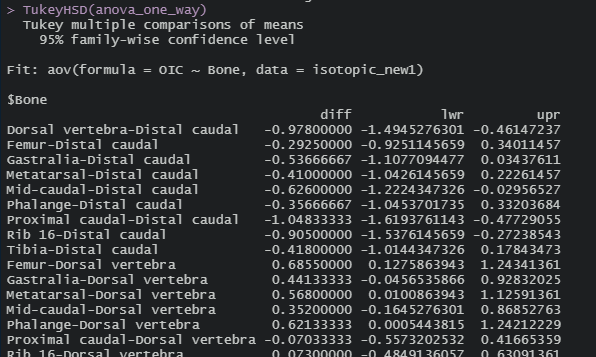 > TukeyHSD(anova_one_way)
  Tukey multiple comparisons of means
    95% family-wise confidence level

Fit: aov(formula = OIC ~ Bone, data = isotopic_new1)

$Bone
                                       diff           lwr         upr
Dorsal vertebra-Distal caudal   -0.97800000 -1.4945276301 -0.46147237
Femur-Distal caudal             -0.29250000 -0.9251145659  0.34011457
Gastralia-Distal caudal         -0.53666667 -1.1077094477  0.03437611
Metatarsal-Distal caudal        -0.41000000 -1.0426145659  0.22261457
Mid-caudal-Distal caudal        -0.62600000 -1.2224347326 -0.02956527
Phalange-Distal caudal          -0.35666667 -1.0453701735  0.33203684
Proximal caudal-Distal caudal   -1.04833333 -1.6193761143 -0.47729055
Rib 16-Distal caudal            -0.90500000 -1.5376145659 -0.27238543
Tibia-Distal caudal             -0.41800000 -1.0144347326  0.17843473
Femur-Dorsal vertebra            0.68550000  0.1275863943  1.24341361
Gastralia-Dorsal vertebra        0.44133333 -0.0456535866  0.92832025
Metatarsal-Dorsal vertebra       0.56800000  0.0100863943  1.12591361
Mid-caudal-Dorsal vertebra       0.35200000 -0.1645276301  0.86852763
Phalange-Dorsal vertebra         0.62133333  0.0005443815  1.24212229
Proximal caudal-Dorsal vertebra -0.07033333 -0.5573202532  0.41665359
Rib 16-Dorsal vertebra           0.07300000 -0.4849136057  0.63091361